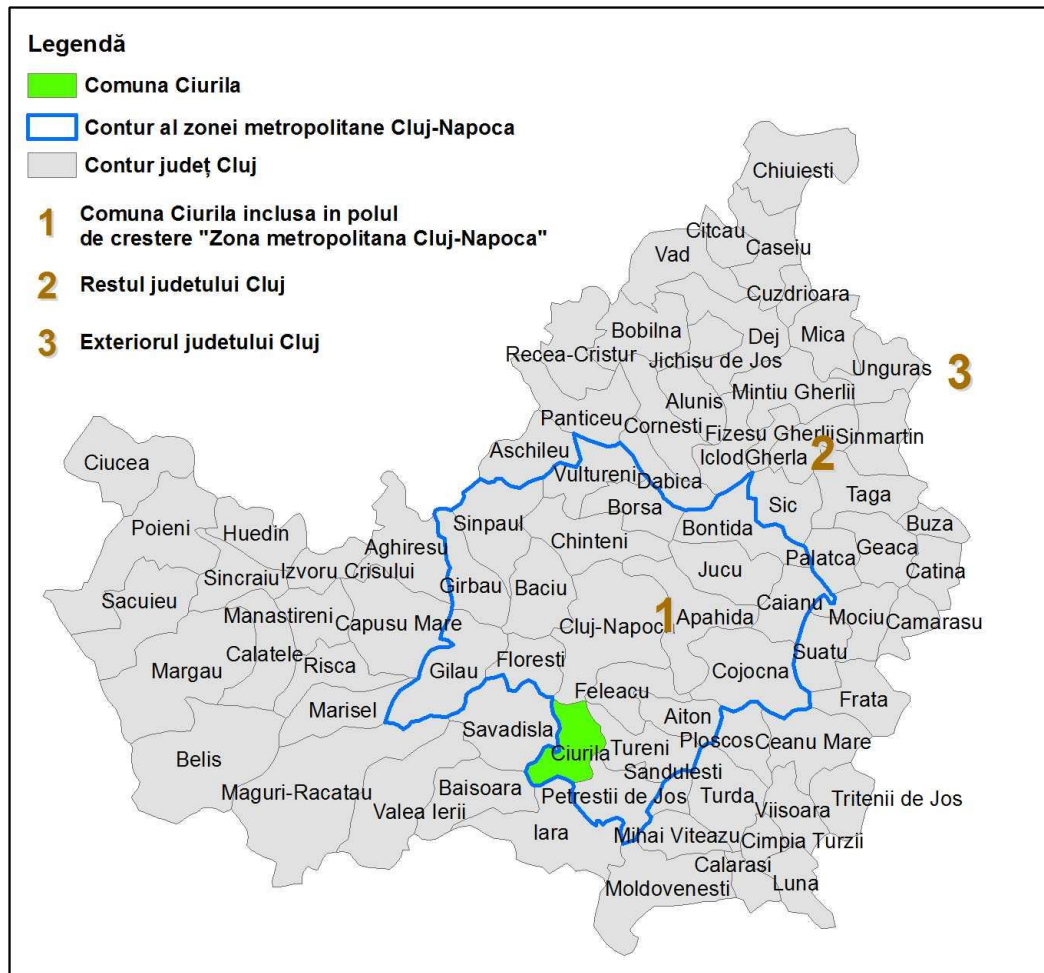 Legendă
Comuna Ciurila
Contur al zonei metropolitane Cluj-Napoca
Contur județ Cluj
1 Comuna Ciurila inclusa in polul
de crestere "Zona metropolitana Cluj-Napoca"
2 Restul judetului Cluj
3 Exteriorul judetului Cluj
Chiuiesti
Citcau
Vad
Caseiu
Cuzdrioara
Bobilna
Dej
Mica
Recea-Cristur
Jichisu de Jos
Unguras
3
Alunis
Mintiu Gherlii
Panticeu
Cornesti
Fizesu Gherlii
Sinmartin
Aschileu
Iclod
Gherla
2
Ciucea
Vultureni
Dabica
Taga
Borsa
Sic
Poieni
Huedin
Sinpaul
Bontida
Buza
Chinteni
Aghiresu
Palatca
Geaca
Sincraiu
Izvoru Crisului
Jucu
Catina
Sacuieu
Girbau
Baciu
Caianu
Manastireni
Capusu Mare
Cluj-Napoc
1
Apahida
Mociu
Camarasu
Margau
Calatele
Risca
Gilau
Floresti
Cojocna
Suatu
Feleacu
Frata
Marisel
Savadisla
Aiton
Ploscos
Ceanu Mare
Belis
Ciurila
Tureni
Sandulesti
Maguri-Racatau
Baisoara
Petrestii de Jos
Turda
Viisoara
Tritenii de Jos
Valea Ierii
Iara
Mihai Viteazu
Cimpia Turzii
Calarasi
Moldovenesti
Luna